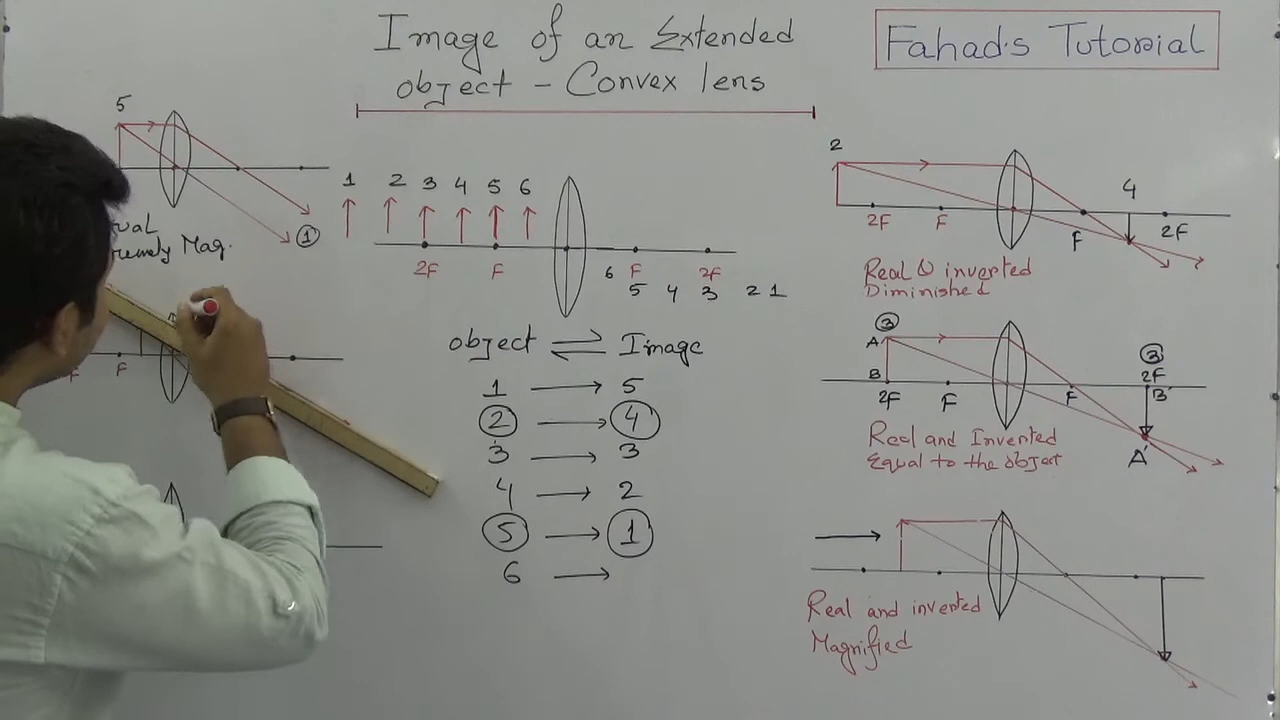 Image of an Extended
object - Convex lens
Fahad's Tutorial
5
1
Mag.
F
1 2 3 4 5 6
2F F F 2F
6 5 4 3 2 1
object ⇌ Image
1 → 5
2 → 4
3 → 3
4 → 2
5 → 1
6 →
2
4
2F F F 2F
Real & inverted
Diminished
3
A
B
2F F F
3
2F
B'
A'
Real and Inverted
Equal to the object
Real and inverted
Magnified